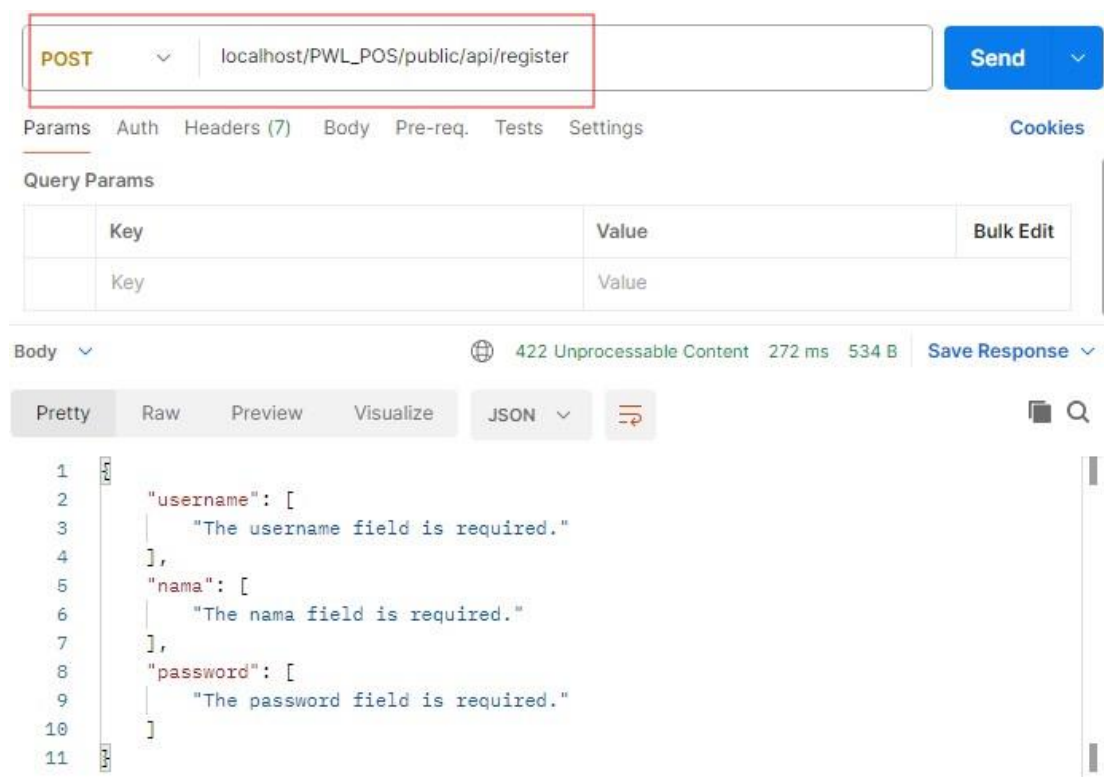 POST localhost/PWL_POS/public/api/register Send
Params Auth Headers (7) Body Pre-req. Tests Settings Cookies
Query Params
Key Value Bulk Edit
Key Value
Body 422 Unprocessable Content 272 ms 534 B Save Response
Pretty Raw Preview Visualize JSON
1 {
2 "username": [
3 "The username field is required."
4 ],
5 "nama": [
6 "The nama field is required."
7 ],
8 "password": [
9 "The password field is required."
10 ]
11 }